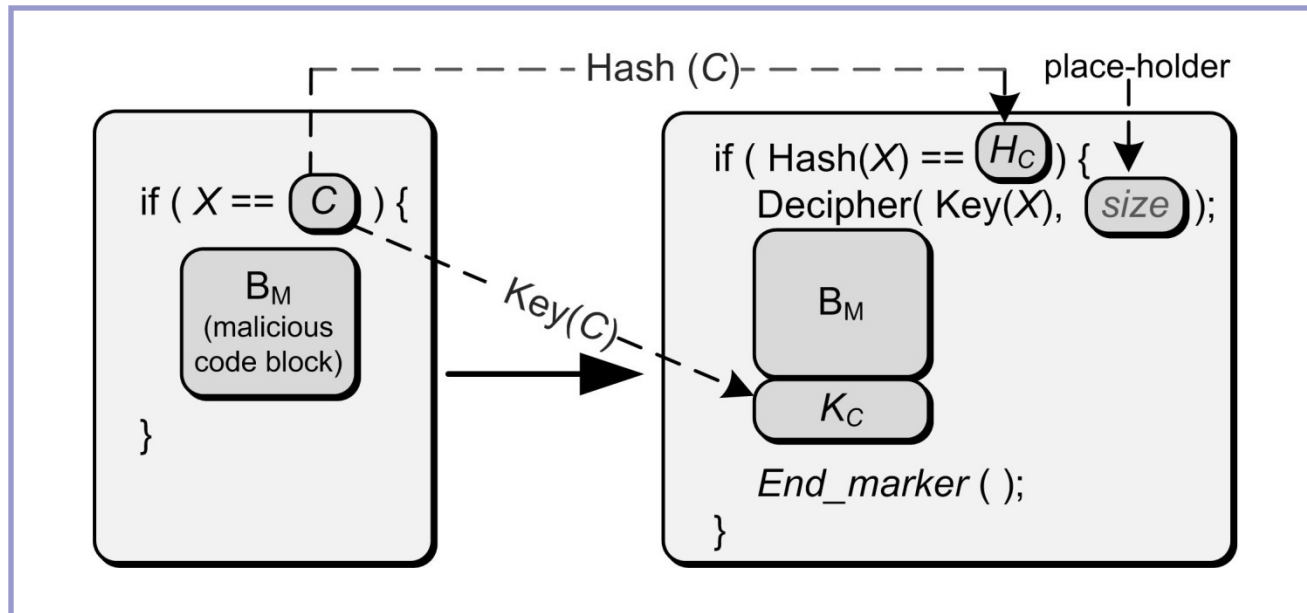 Hash (C)
place-holder
if ( X == C ) {
B_M
(malicious
code block)
}
Key(C)
if ( Hash(X) == H_C ) {
Decipher( Key(X), size );
B_M
K_C
End_marker ( );
}